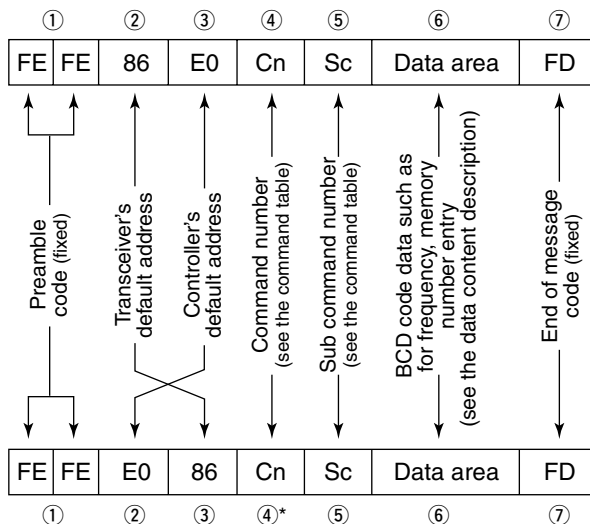 ① ② ③ ④ ⑤ ⑥ ⑦
FE FE 86 E0 Cn Sc Data area FD
Preamble
code (fixed)
Transceiver's
default address
Controller's
default address
Command number
(see the command table)
Sub command number
(see the command table)
BCD code data such as
for frequency, memory
number entry
(see the data content description)
End of message
code (fixed)
FE FE E0 86 Cn Sc Data area FD
① ② ③ ④* ⑤ ⑥ ⑦